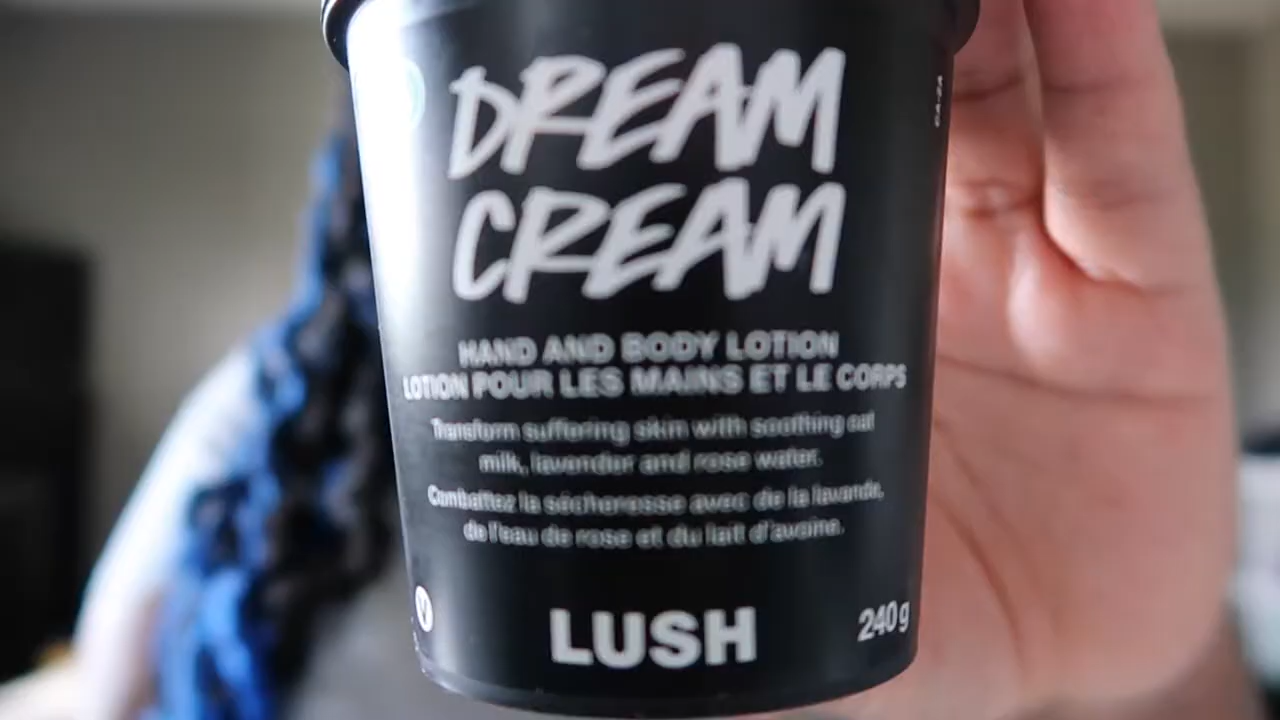 DREAM
CREAM
HAND AND BODY LOTION
LOTION POUR LES MAINS ET LE CORPS
Transform suffering skin with soothing oat
milk, lavender and rose water.
Combattez la sécheresse avec de la lavande,
de l'eau de rose et du lait d'avoine.
V
LUSH
240g